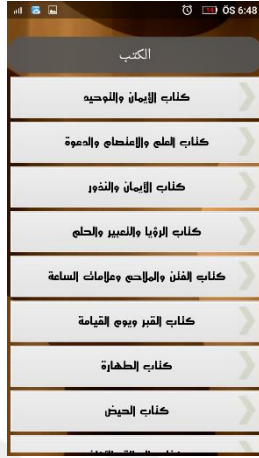 ÖS 6:48
الكتب
كتاب الإيمان والتوحيد
كتاب العلم والاعتصام والدعوة
كتاب الأيمان والنذور
كتاب الرؤيا والتعبير والحلم
كتاب الفتن والملاحم وعلامات الساعة
كتاب القبر ويوم القيامة
كتاب الطهارة
كتاب الحيض